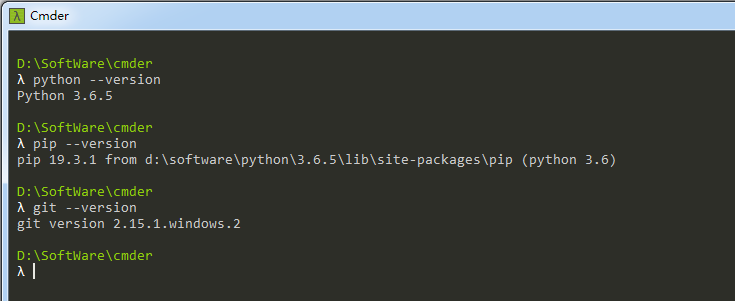 λ Cmder
D:\SoftWare\cmder
λ python --version
Python 3.6.5
D:\SoftWare\cmder
λ pip --version
pip 19.3.1 from d:\software\python\3.6.5\lib\site-packages\pip (python 3.6)
D:\SoftWare\cmder
λ git --version
git version 2.15.1.windows.2
D:\SoftWare\cmder
λ